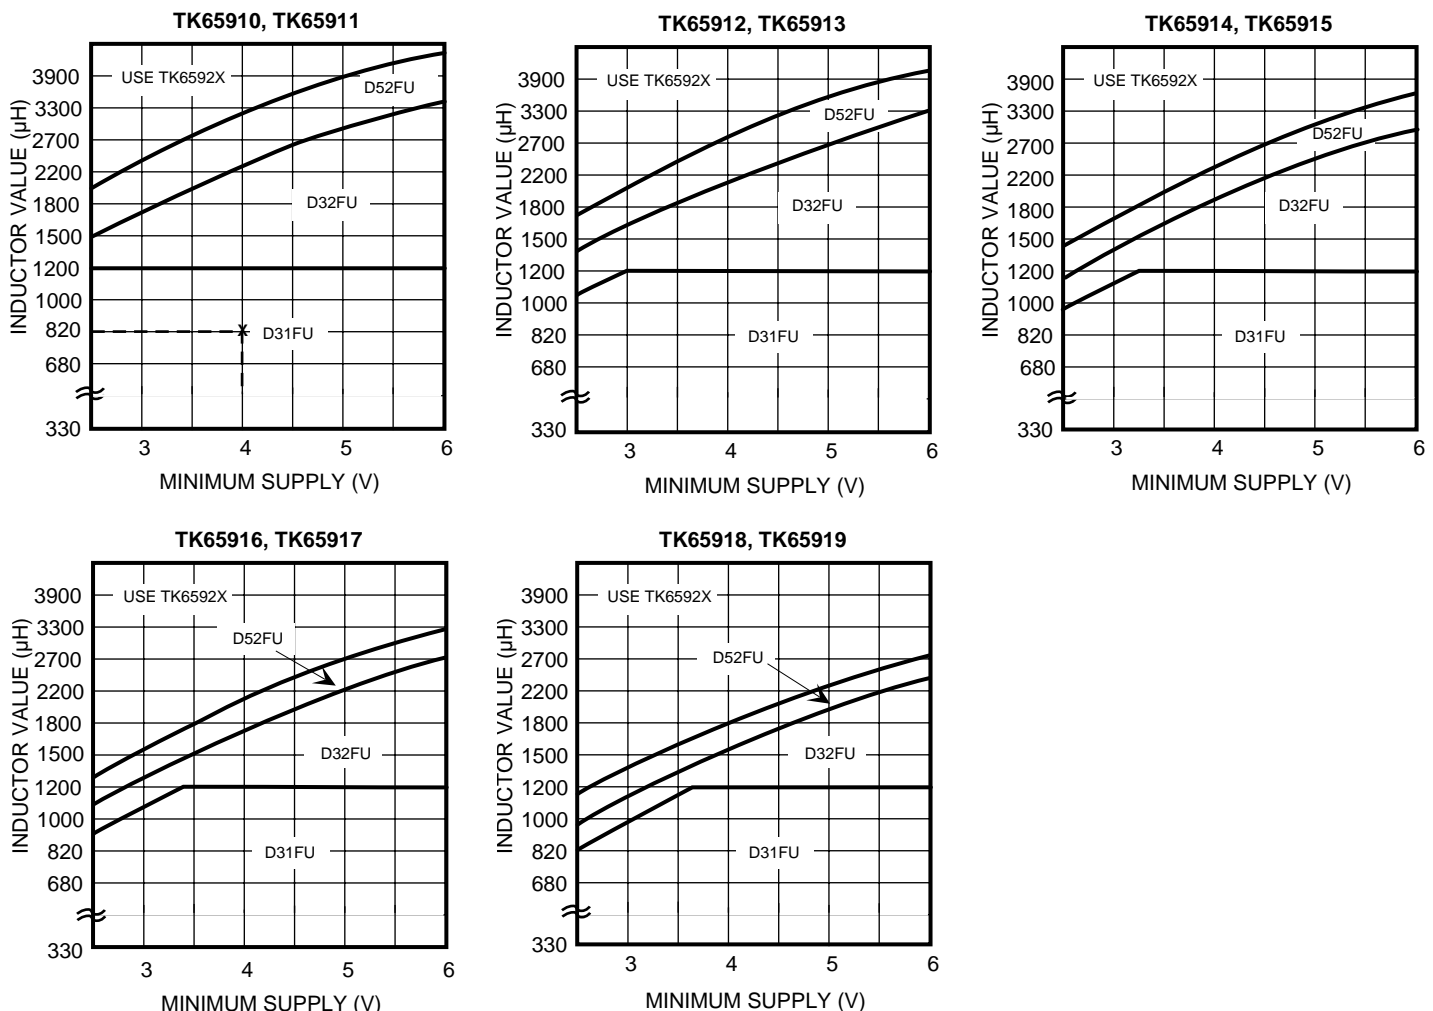 TK65910, TK65911
INDUCTOR VALUE (µH)
3900
3300
2700
2200
1800
1500
1200
1000
820
680
330
USE TK6592X
D52FU
D32FU
X
D31FU
3 4 5 6
MINIMUM SUPPLY (V)
TK65912, TK65913
INDUCTOR VALUE (µH)
3900
3300
2700
2200
1800
1500
1200
1000
820
680
330
USE TK6592X
D52FU
D32FU
D31FU
3 4 5 6
MINIMUM SUPPLY (V)
TK65914, TK65915
INDUCTOR VALUE (µH)
3900
3300
2700
2200
1800
1500
1200
1000
820
680
330
USE TK6592X
D52FU
D32FU
D31FU
3 4 5 6
MINIMUM SUPPLY (V)
TK65916, TK65917
INDUCTOR VALUE (µH)
3900
3300
2700
2200
1800
1500
1200
1000
820
680
330
USE TK6592X
D52FU
D32FU
D31FU
3 4 5 6
MINIMUM SUPPLY (V)
TK65918, TK65919
INDUCTOR VALUE (µH)
3900
3300
2700
2200
1800
1500
1200
1000
820
680
330
USE TK6592X
D52FU
D32FU
D31FU
3 4 5 6
MINIMUM SUPPLY (V)